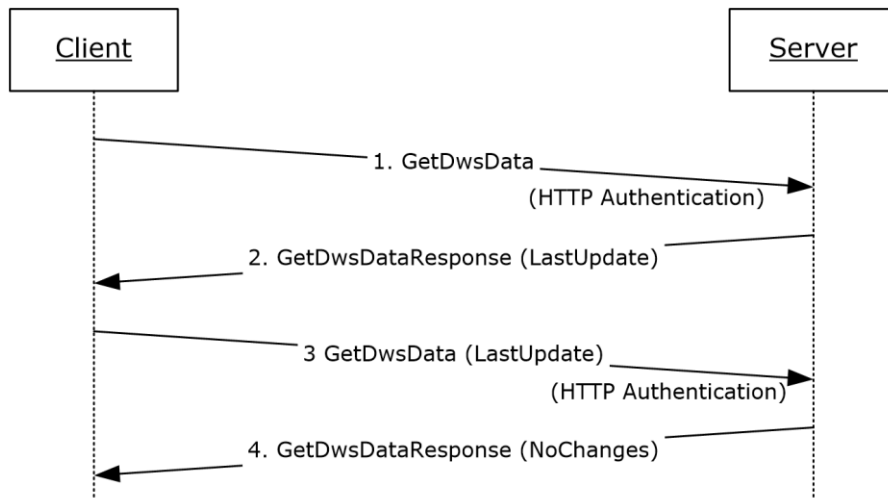 Client
Server
1. GetDwsData
(HTTP Authentication)
2. GetDwsDataResponse (LastUpdate)
3 GetDwsData (LastUpdate)
(HTTP Authentication)
4. GetDwsDataResponse (NoChanges)